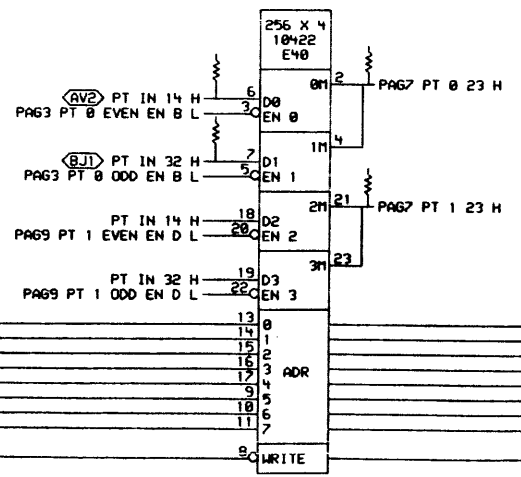 256 X 4
10422
E40
6 D0 0M 2
AV2 PT IN 14 H
PAG7 PT 0 23 H
PAG3 PT 0 EVEN EN B L 3 EN 0
1M 4
BJ1 PT IN 32 H 7 D1
PAG3 PT 0 ODD EN B L 5 EN 1
2M 21 PAG7 PT 1 23 H
PT IN 14 H 18 D2
PAG9 PT 1 EVEN EN D L 20 EN 2
3M 23
PT IN 32 H 19 D3
PAG9 PT 1 ODD EN D L 22 EN 3
13 0
14 1
15 2
16 3
ADR
17 4
9 5
10 6
11 7
8 WRITE